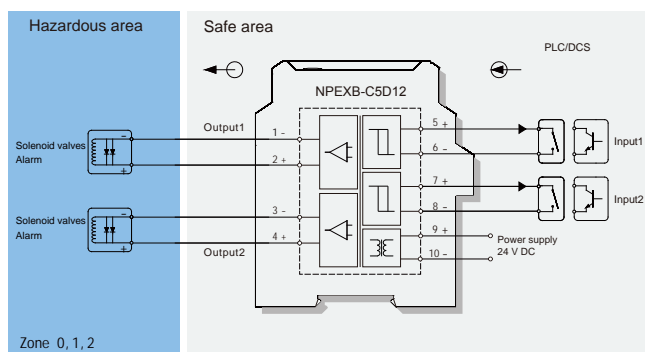 Hazardous area
Safe area
PLC/DCS
NPEXB-C5D12
Output1
1 -
5 +
Solenoid valves
Alarm
2 +
6 -
Input1
7 +
3 -
8 -
Input2
Solenoid valves
Alarm
4 +
9 +
Output2
10 -
Power supply
24 V DC
Zone 0, 1, 2
- +
- +